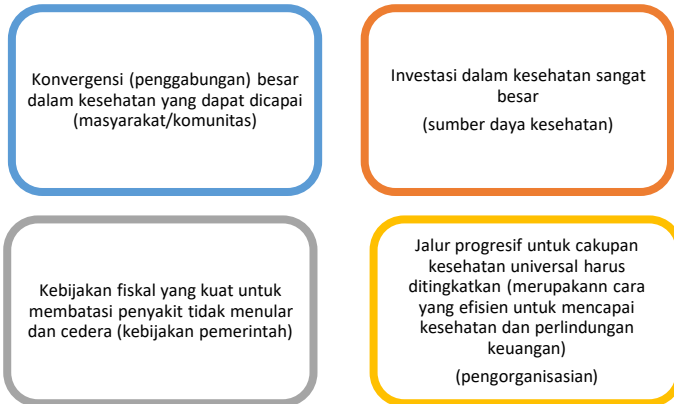 Konvergensi (penggabungan) besar
dalam kesehatan yang dapat dicapai
(masyarakat/komunitas)
Investasi dalam kesehatan sangat
besar
(sumber daya kesehatan)
Kebijakan fiskal yang kuat untuk
membatasi penyakit tidak menular
dan cedera (kebijakan pemerintah)
Jalur progresif untuk cakupan
kesehatan universal harus
ditingkatkan (merupakann cara
yang efisien untuk mencapai
kesehatan dan perlindungan
keuangan)
(pengorganisasian)